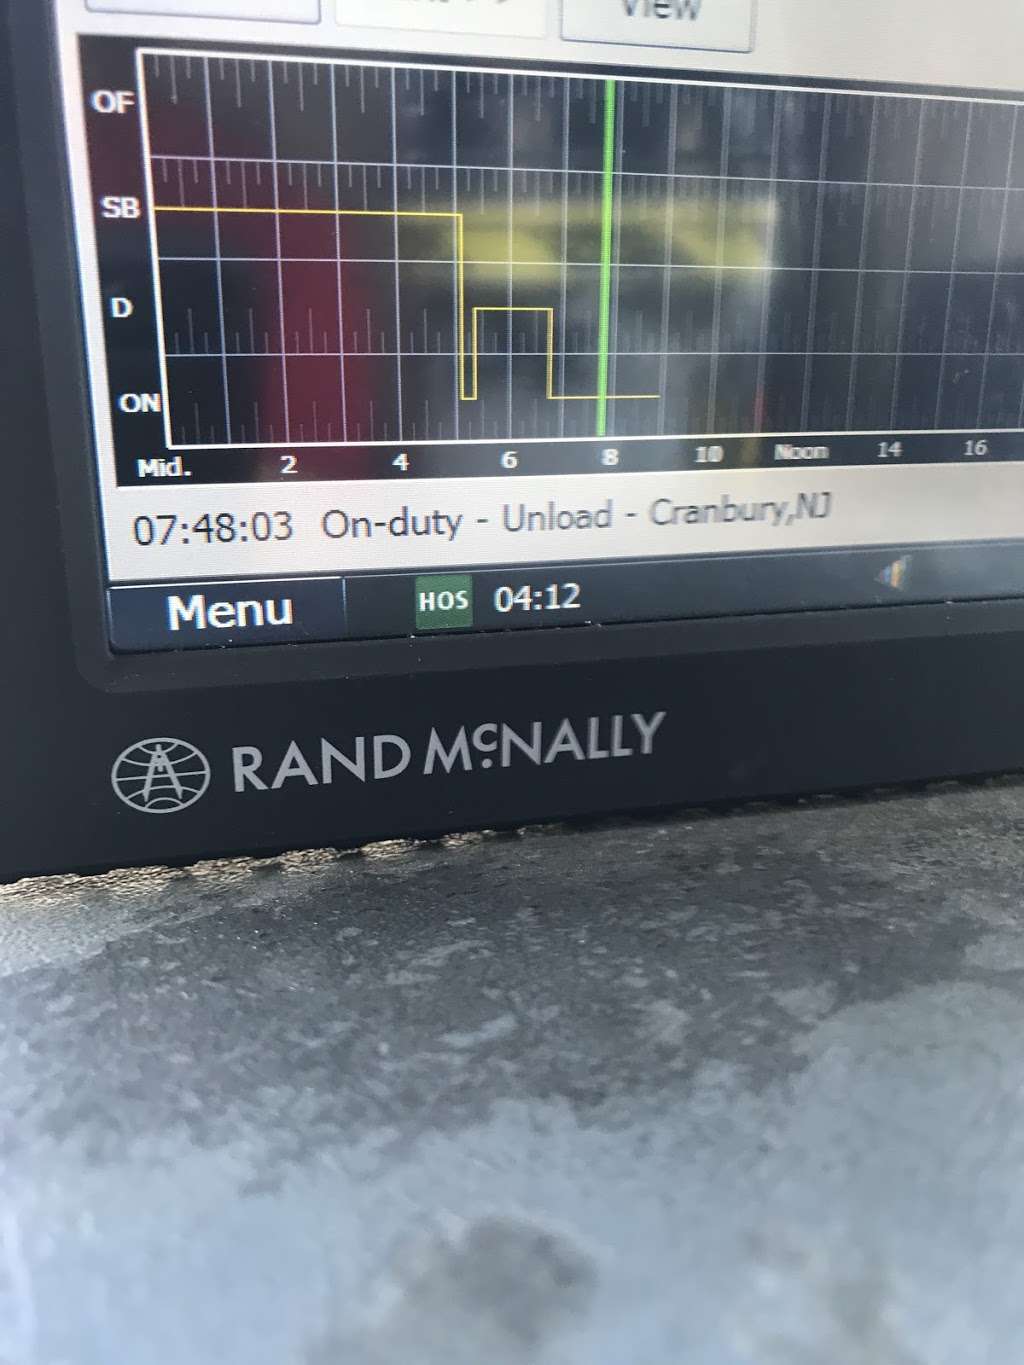 View
OF
SB
D
ON
Mid. 2 4 6 8 10 Noon 14 16
07:48:03 On-duty - Unload - Cranbury,NJ
Menu HOS 04:12
RAND McNALLY